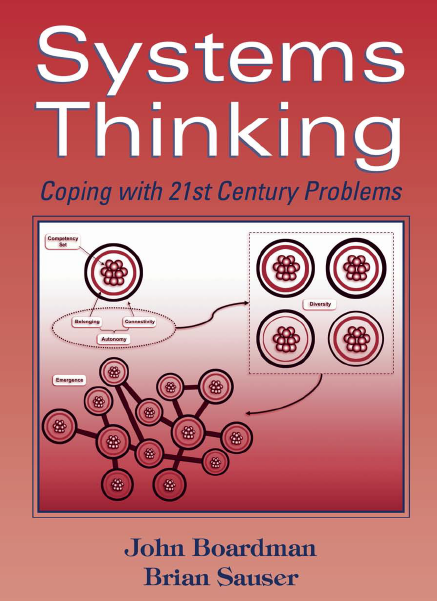 Systems
Thinking
Coping with 21st Century Problems
Competency
Set
Belonging
Connectivity
Autonomy
Diversity
Emergence
John Boardman
Brian Sauser